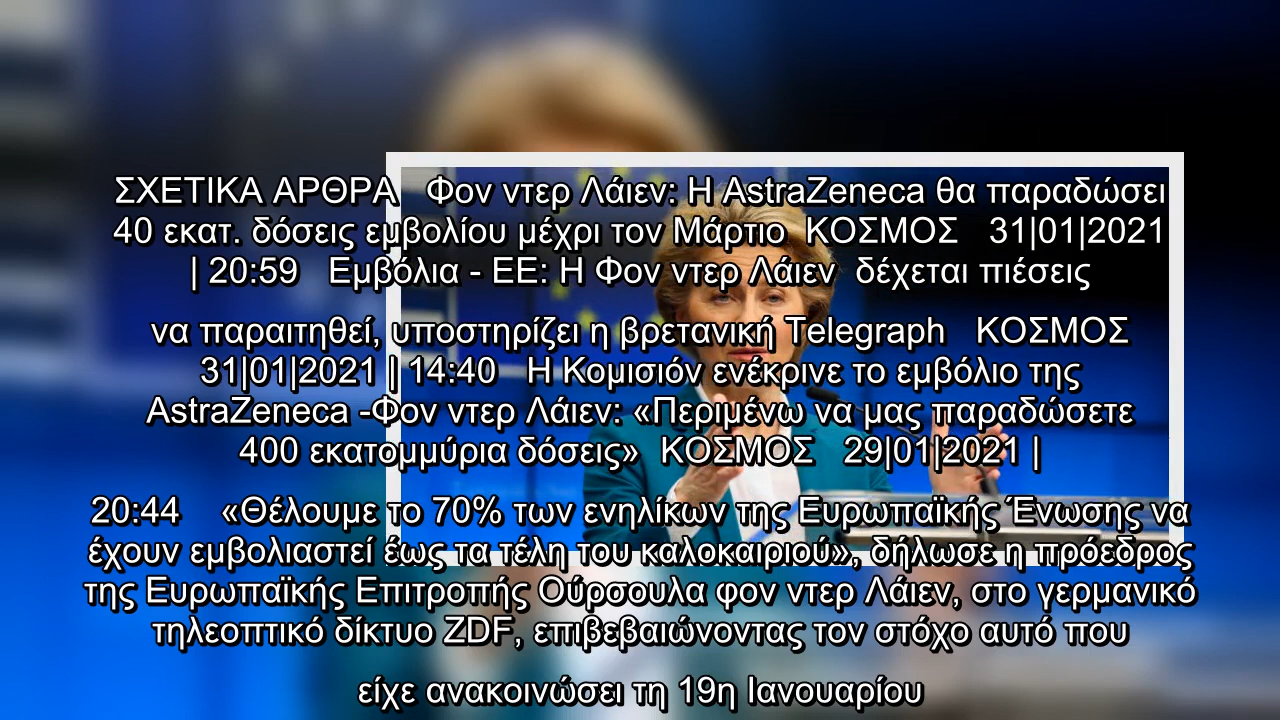 ΣΧΕΤΙΚΑ ΑΡΘΡΑ   Φον ντερ Λάιεν: Η AstraZeneca θα παραδώσει
40 εκατ. δόσεις εμβολίου μέχρι τον Μάρτιο  ΚΟΣΜΟΣ   31|01|2021
| 20:59   Εμβόλια - ΕΕ: Η Φον ντερ Λάιεν  δέχεται πιέσεις
να παραιτηθεί, υποστηρίζει η βρετανική Telegraph   ΚΟΣΜΟΣ
31|01|2021 | 14:40   Η Κομισιόν ενέκρινε το εμβόλιο της
AstraZeneca -Φον ντερ Λάιεν: «Περιμένω να μας παραδώσετε
400 εκατομμύρια δόσεις»  ΚΟΣΜΟΣ   29|01|2021 |
20:44    «Θέλουμε το 70% των ενηλίκων της Ευρωπαϊκής Ένωσης να
έχουν εμβολιαστεί έως τα τέλη του καλοκαιριού», δήλωσε η πρόεδρος
της Ευρωπαϊκής Επιτροπής Ούρσουλα φον ντερ Λάιεν, στο γερμανικό
τηλεοπτικό δίκτυο ZDF, επιβεβαιώνοντας τον στόχο αυτό που
είχε ανακοινώσει τη 19η Ιανουαρίου